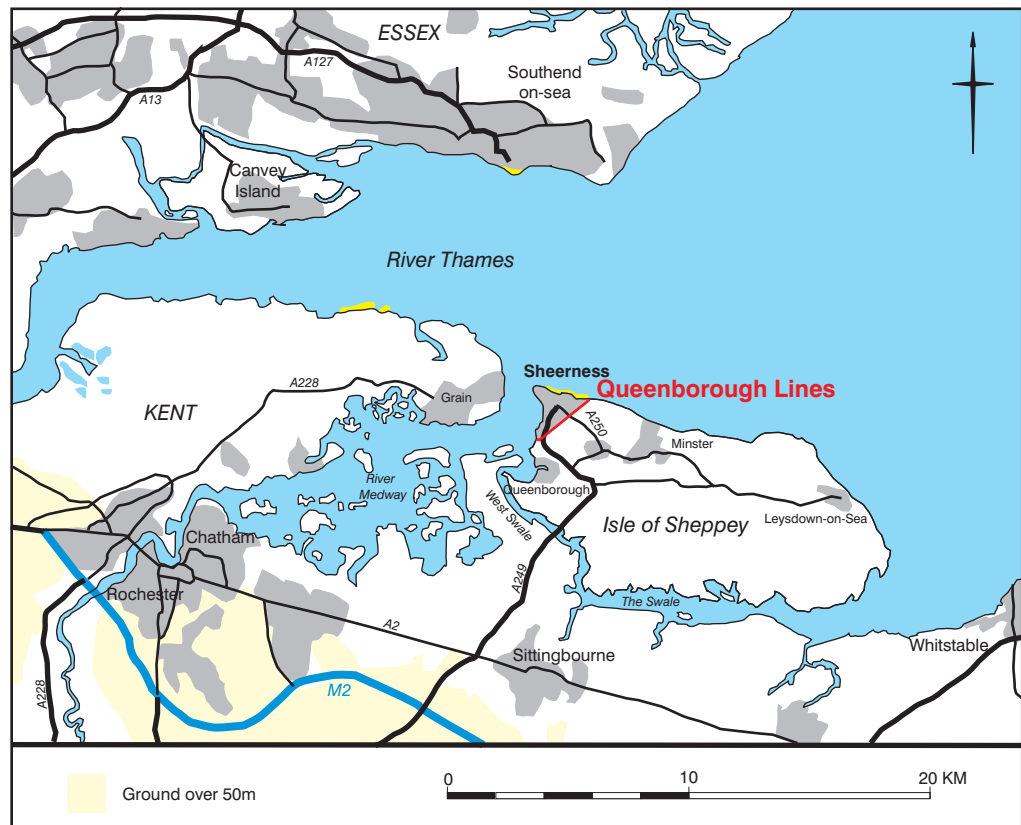 ESSEX
A127
Southend
on-sea
A13
Canvey
Island
River Thames
Sheerness
Queenborough Lines
A228
KENT
Grain
A250
Minster
River
Medway
Queenborough
West Swale
Leysdown-on-Sea
Isle of Sheppey
Chatham
A249
Rochester
The Swale
A2
Whitstable
Sittingbourne
A228
M2
0
10
20 KM
Ground over 50m